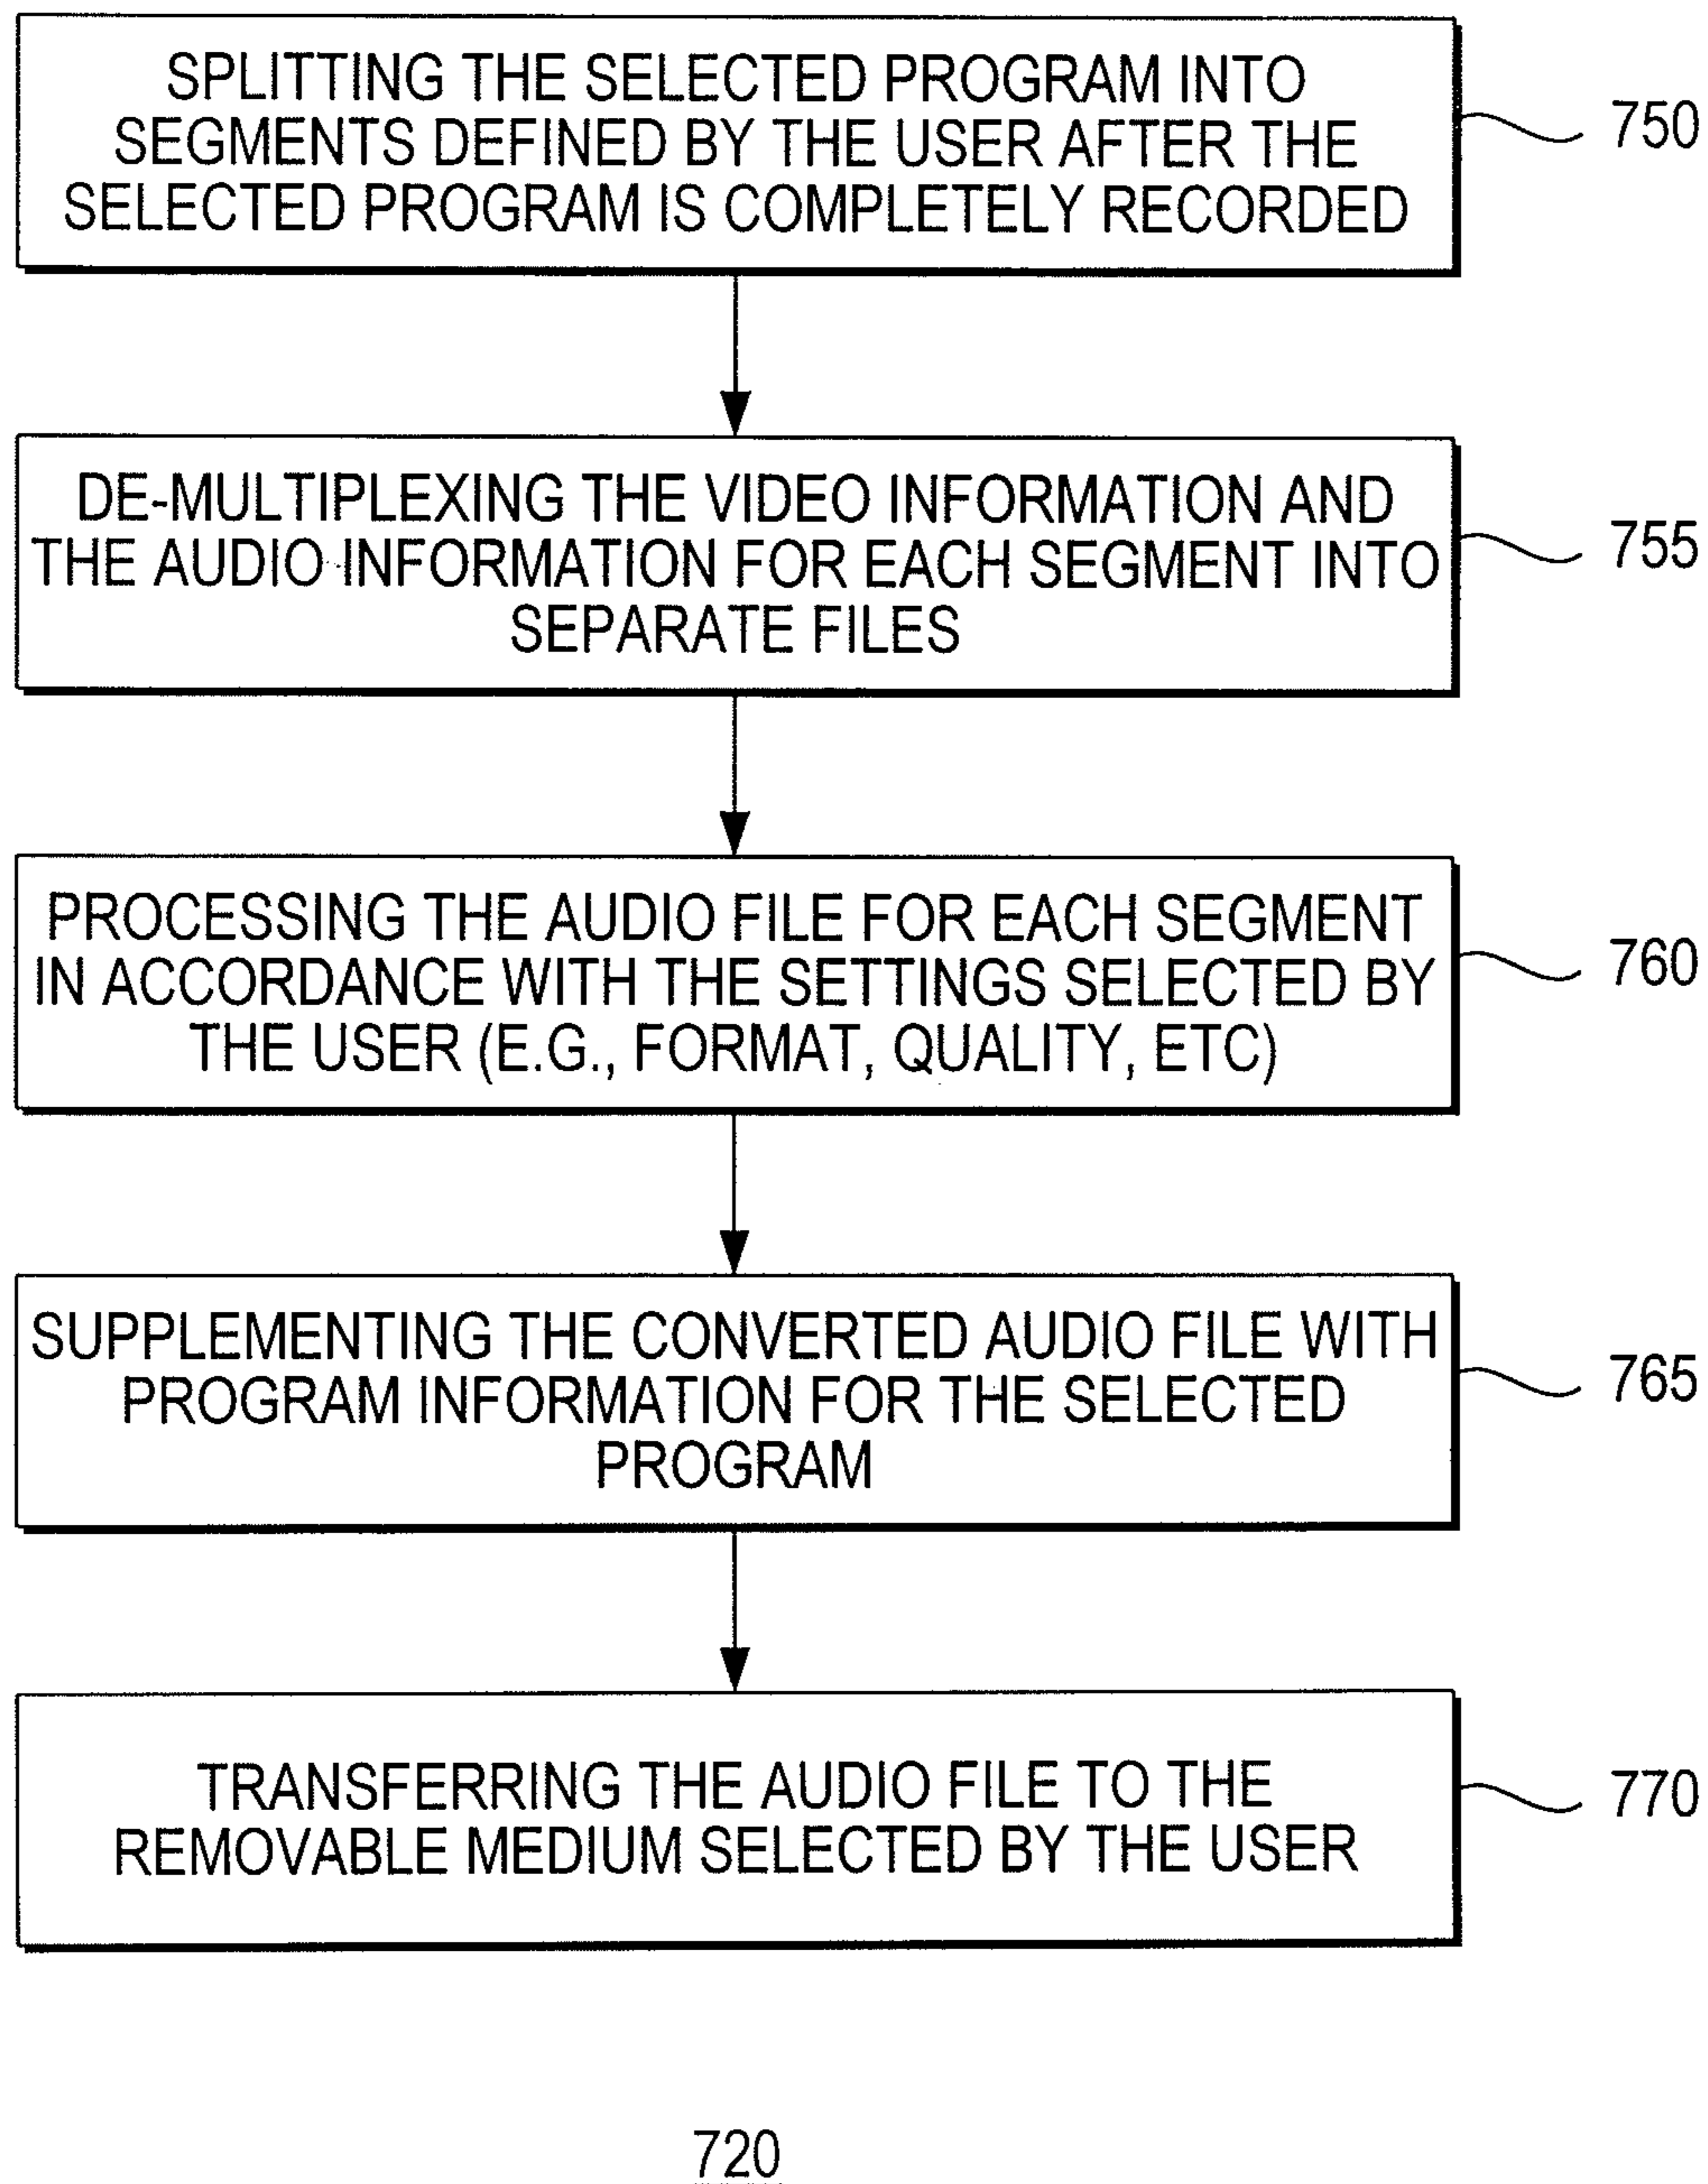 SPLITTING THE SELECTED PROGRAM INTO
SEGMENTS DEFINED BY THE USER AFTER THE
SELECTED PROGRAM IS COMPLETELY RECORDED
750
DE-MULTIPLEXING THE VIDEO INFORMATION AND
THE AUDIO INFORMATION FOR EACH SEGMENT INTO
SEPARATE FILES
755
PROCESSING THE AUDIO FILE FOR EACH SEGMENT
IN ACCORDANCE WITH THE SETTINGS SELECTED BY
THE USER (E.G., FORMAT, QUALITY, ETC)
760
SUPPLEMENTING THE CONVERTED AUDIO FILE WITH
PROGRAM INFORMATION FOR THE SELECTED
PROGRAM
765
TRANSFERRING THE AUDIO FILE TO THE
REMOVABLE MEDIUM SELECTED BY THE USER
770
720